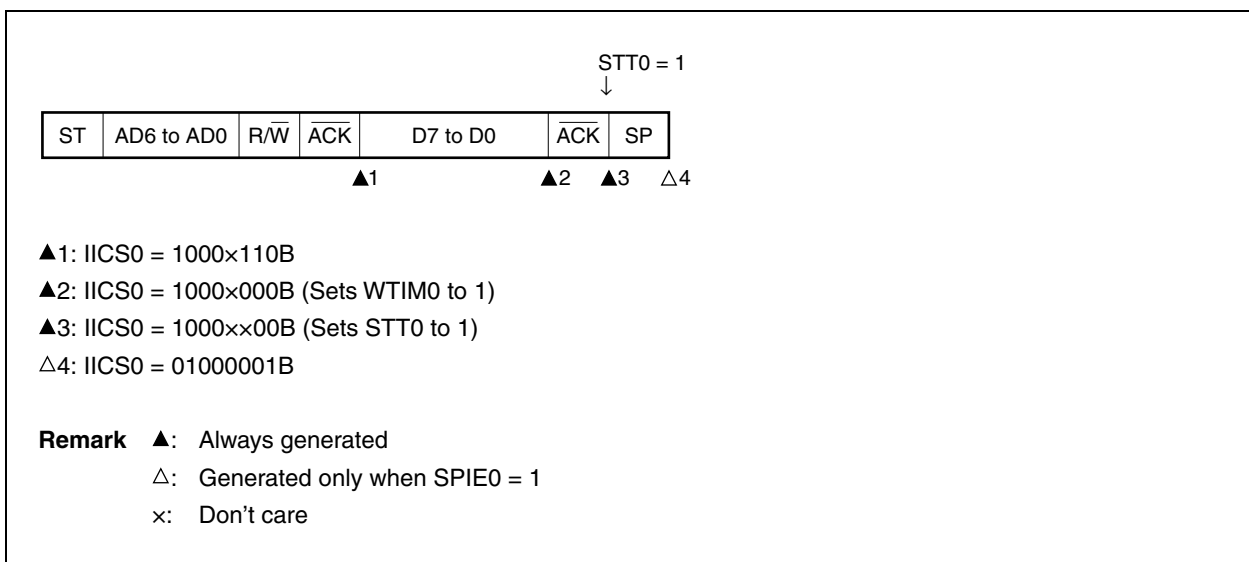 STT0 = 1
↓
ST AD6 to AD0 R/W̅ A̅C̅K̅ D7 to D0 A̅C̅K̅ SP
▲1 ▲2 ▲3 △4
▲1: IICS0 = 1000×110B
▲2: IICS0 = 1000×000B (Sets WTIM0 to 1)
▲3: IICS0 = 1000××00B (Sets STT0 to 1)
△4: IICS0 = 01000001B
Remark ▲: Always generated
△: Generated only when SPIE0 = 1
×: Don't care